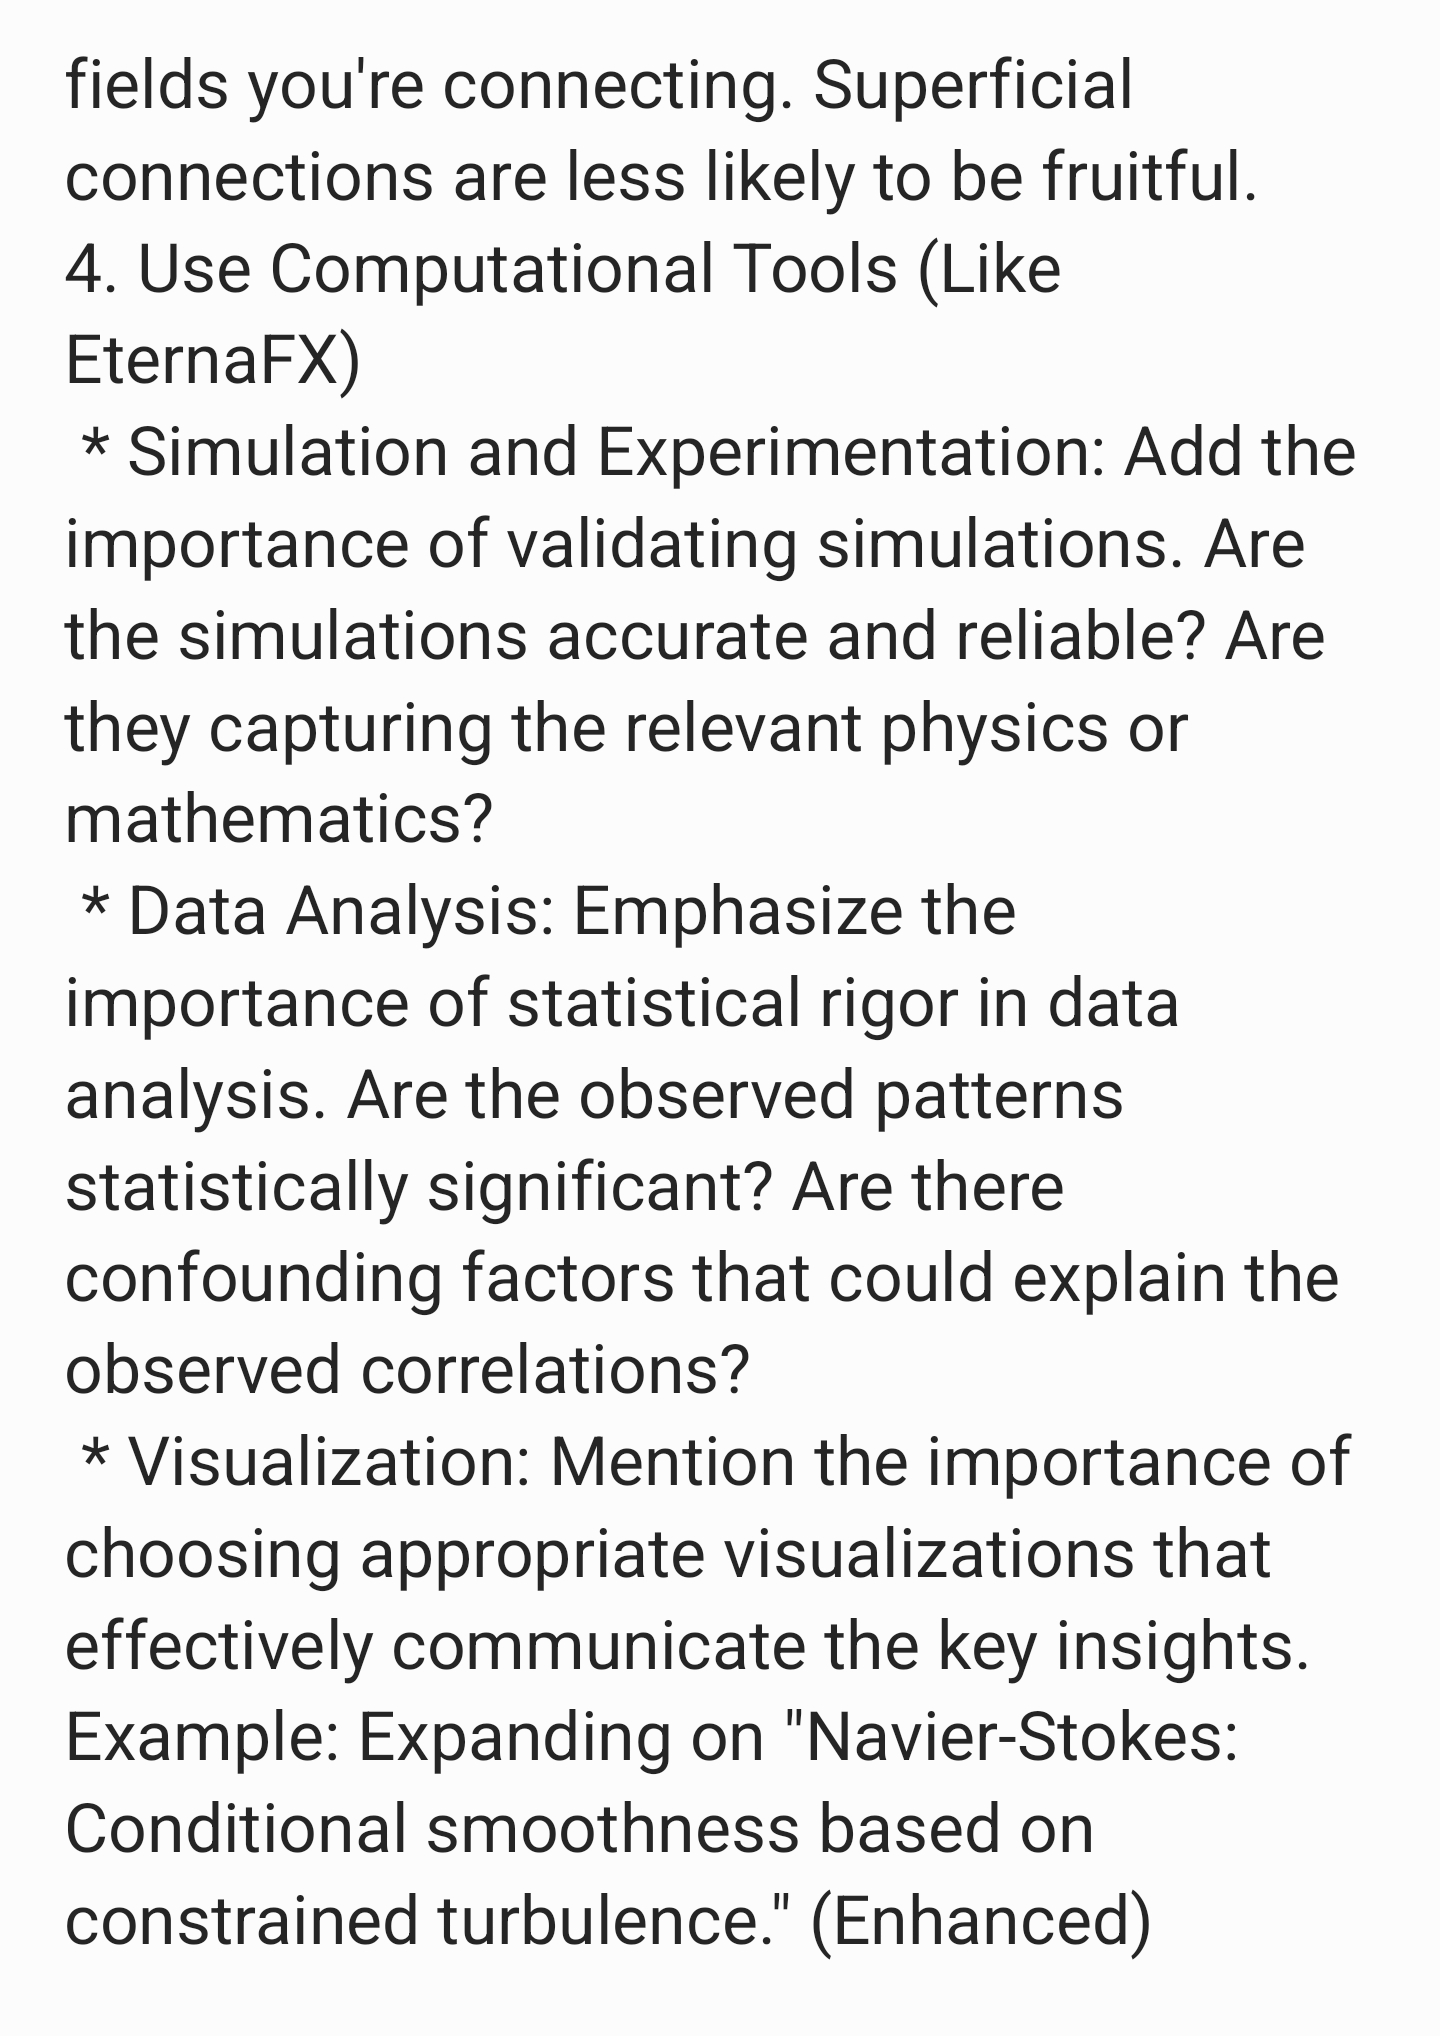 fields you're connecting. Superficial
connections are less likely to be fruitful.
4. Use Computational Tools (Like
EternaFX)
* Simulation and Experimentation: Add the
importance of validating simulations. Are
the simulations accurate and reliable? Are
they capturing the relevant physics or
mathematics?
* Data Analysis: Emphasize the
importance of statistical rigor in data
analysis. Are the observed patterns
statistically significant? Are there
confounding factors that could explain the
observed correlations?
* Visualization: Mention the importance of
choosing appropriate visualizations that
effectively communicate the key insights.
Example: Expanding on "Navier-Stokes:
Conditional smoothness based on
constrained turbulence." (Enhanced)